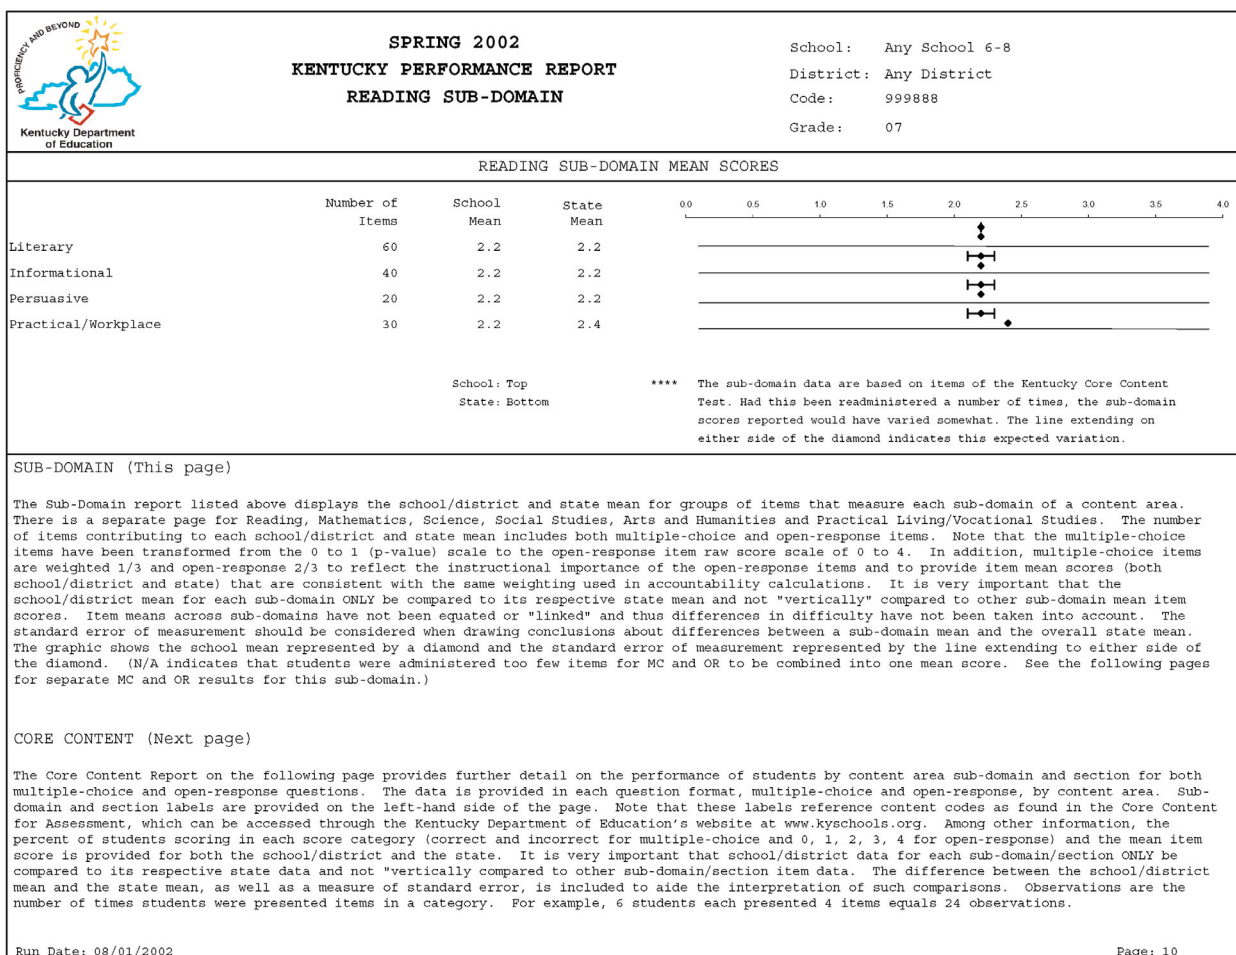 PROFICIENCY AND BEYOND
Kentucky Department
of Education
SPRING 2002
KENTUCKY PERFORMANCE REPORT
READING SUB-DOMAIN
School: Any School 6-8
District: Any District
Code: 999888
Grade: 07
READING SUB-DOMAIN MEAN SCORES
Number of Items School Mean State Mean
0.0 0.5 1.0 1.5 2.0 2.5 3.0 3.5 4.0
Literary 60 2.2 2.2
Informational 40 2.2 2.2
Persuasive 20 2.2 2.2
Practical/Workplace 30 2.2 2.4
School: Top
State: Bottom
**** The sub-domain data are based on items of the Kentucky Core Content
Test. Had this been readministered a number of times, the sub-domain
scores reported would have varied somewhat. The line extending on
either side of the diamond indicates this expected variation.
SUB-DOMAIN (This page)
The Sub-Domain report listed above displays the school/district and state mean for groups of items that measure each sub-domain of a content area.
There is a separate page for Reading, Mathematics, Science, Social Studies, Arts and Humanities and Practical Living/Vocational Studies. The number
of items contributing to each school/district and state mean includes both multiple-choice and open-response items. Note that the multiple-choice
items have been transformed from the 0 to 1 (p-value) scale to the open-response item raw score scale of 0 to 4. In addition, multiple-choice items
are weighted 1/3 and open-response 2/3 to reflect the instructional importance of the open-response items and to provide item mean scores (both
school/district and state) that are consistent with the same weighting used in accountability calculations. It is very important that the
school/district mean for each sub-domain ONLY be compared to its respective state mean and not "vertically" compared to other sub-domain mean item
scores. Item means across sub-domains have not been equated or "linked" and thus differences in difficulty have not been taken into account. The
standard error of measurement should be considered when drawing conclusions about differences between a sub-domain mean and the overall state mean.
The graphic shows the school mean represented by a diamond and the standard error of measurement represented by the line extending to either side of
the diamond. (N/A indicates that students were administered too few items for MC and OR to be combined into one mean score. See the following pages
for separate MC and OR results for this sub-domain.)
CORE CONTENT (Next page)
The Core Content Report on the following page provides further detail on the performance of students by content area sub-domain and section for both
multiple-choice and open-response questions. The data is provided in each question format, multiple-choice and open-response, by content area. Sub-
domain and section labels are provided on the left-hand side of the page. Note that these labels reference content codes as found in the Core Content
for Assessment, which can be accessed through the Kentucky Department of Education's website at www.kyschools.org. Among other information, the
percent of students scoring in each score category (correct and incorrect for multiple-choice and 0, 1, 2, 3, 4 for open-response) and the mean item
score is provided for both the school/district and the state. It is very important that school/district data for each sub-domain/section ONLY be
compared to its respective state data and not "vertically compared to other sub-domain/section item data. The difference between the school/district
mean and the state mean, as well as a measure of standard error, is included to aide the interpretation of such comparisons. Observations are the
number of times students were presented items in a category. For example, 6 students each presented 4 items equals 24 observations.
Run Date: 08/01/2002
Page: 10